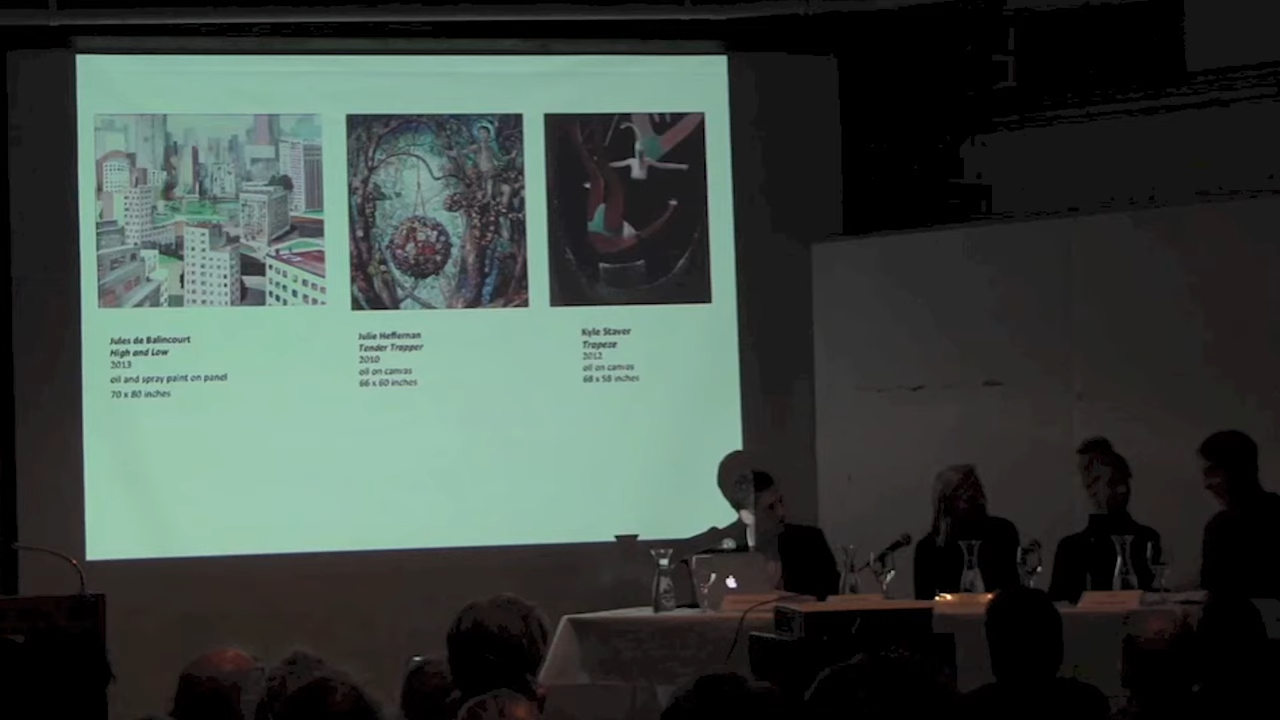 Jules de Balincourt
High and Low
2013
oil and spray paint on panel
70 x 80 inches
Julie Heffernan
Tender Trapper
2010
oil on canvas
66 x 60 inches
Kyle Staver
Trapeze
2012
oil on canvas
68 x 58 inches